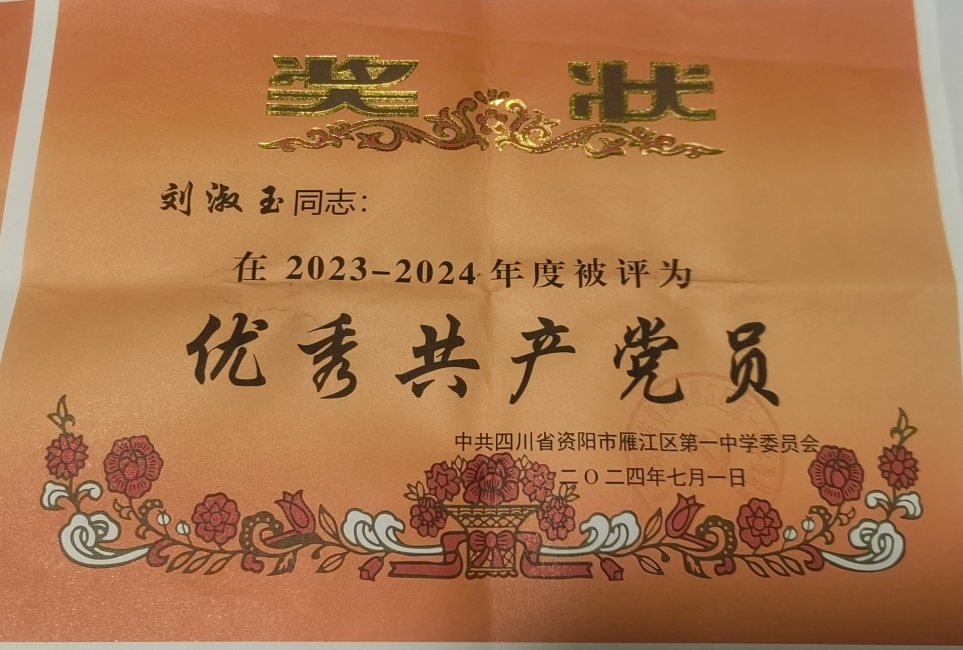 奖状
刘淑玉同志：
在 2023-2024 年度被评为
优秀共产党员
中共四川省资阳市雁江区第一中学委员会
二〇二四年七月一日